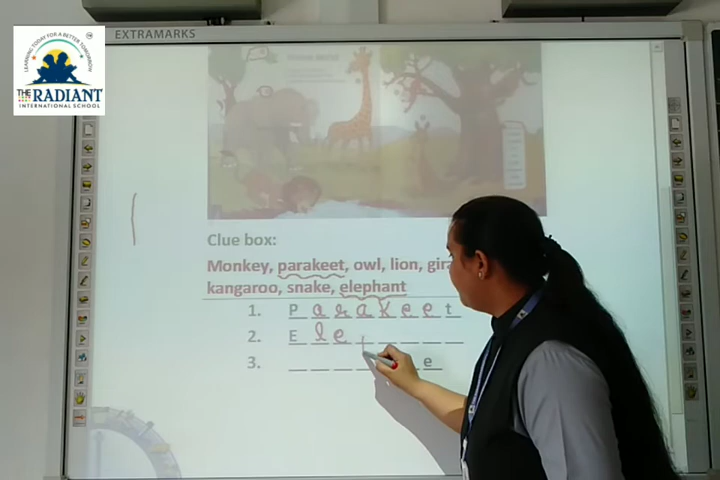 EXTRAMARKS
LEARNING TODAY FOR A BETTER TOMORROW
THE RADIANT
INTERNATIONAL SCHOOL
Clue box:
Monkey, parakeet, owl, lion,
kangaroo, snake, elephant
1. P a r a k e e t
2. E l e _ _ _ _ _
3. _ _ _ _ _ _ e